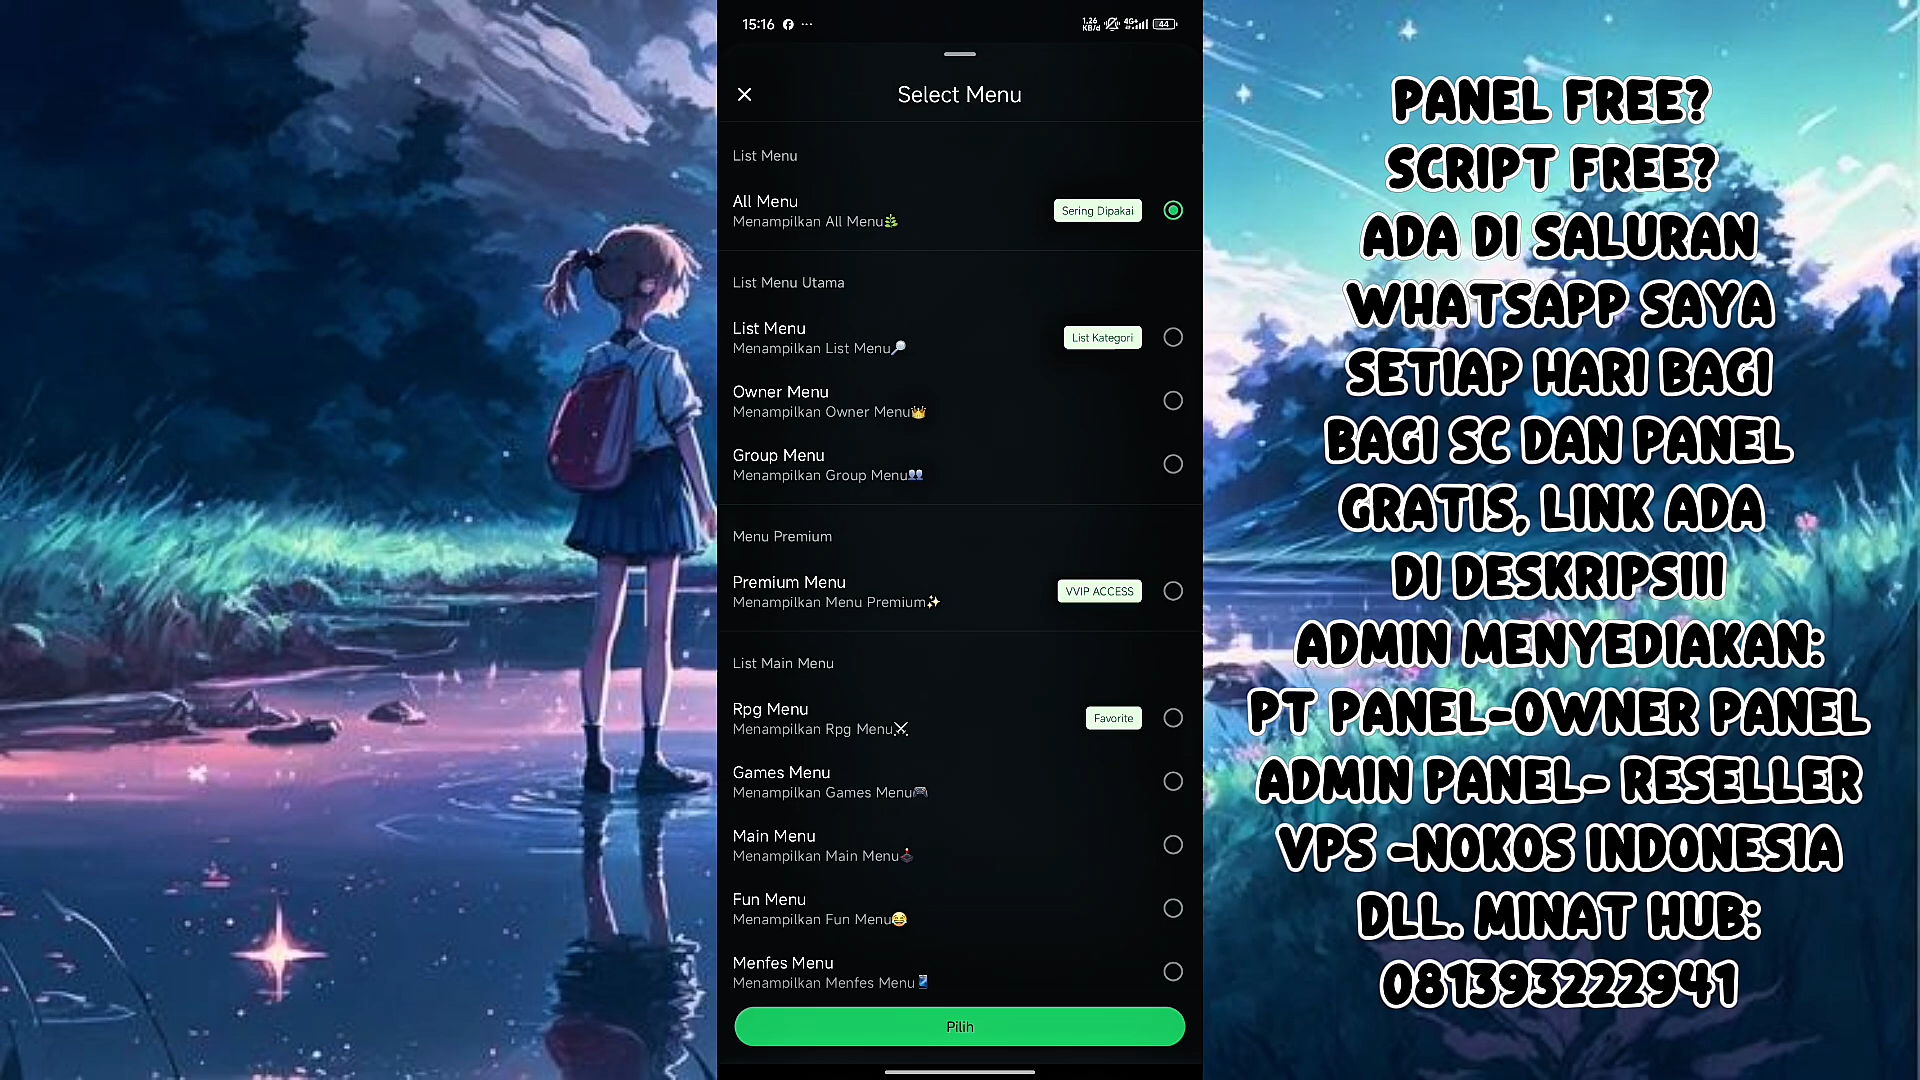 15:16
1.26
KB/d
4G+
44
Select Menu
List Menu
All Menu
Menampilkan All Menu🌿
Sering Dipakai
List Menu Utama
List Menu
Menampilkan List Menu🔎
List Kategori
Owner Menu
Menampilkan Owner Menu👑
Group Menu
Menampilkan Group Menu👥
Menu Premium
Premium Menu
Menampilkan Menu Premium✨
VVIP ACCESS
List Main Menu
Rpg Menu
Menampilkan Rpg Menu⚔
Favorite
Games Menu
Menampilkan Games Menu🎮
Main Menu
Menampilkan Main Menu🕹
Fun Menu
Menampilkan Fun Menu😂
Menfes Menu
Menampilkan Menfes Menu📱
Pilih
PANEL FREE?
SCRIPT FREE?
ADA DI SALURAN
WHATSAPP SAYA
SETIAP HARI BAGI
BAGI SC DAN PANEL
GRATIS, LINK ADA
DI DESKRIPSIII
ADMIN MENYEDIAKAN:
PT PANEL-OWNER PANEL
ADMIN PANEL- RESELLER
VPS -NOKOS INDONESIA
DLL. MINAT HUB:
081393222941